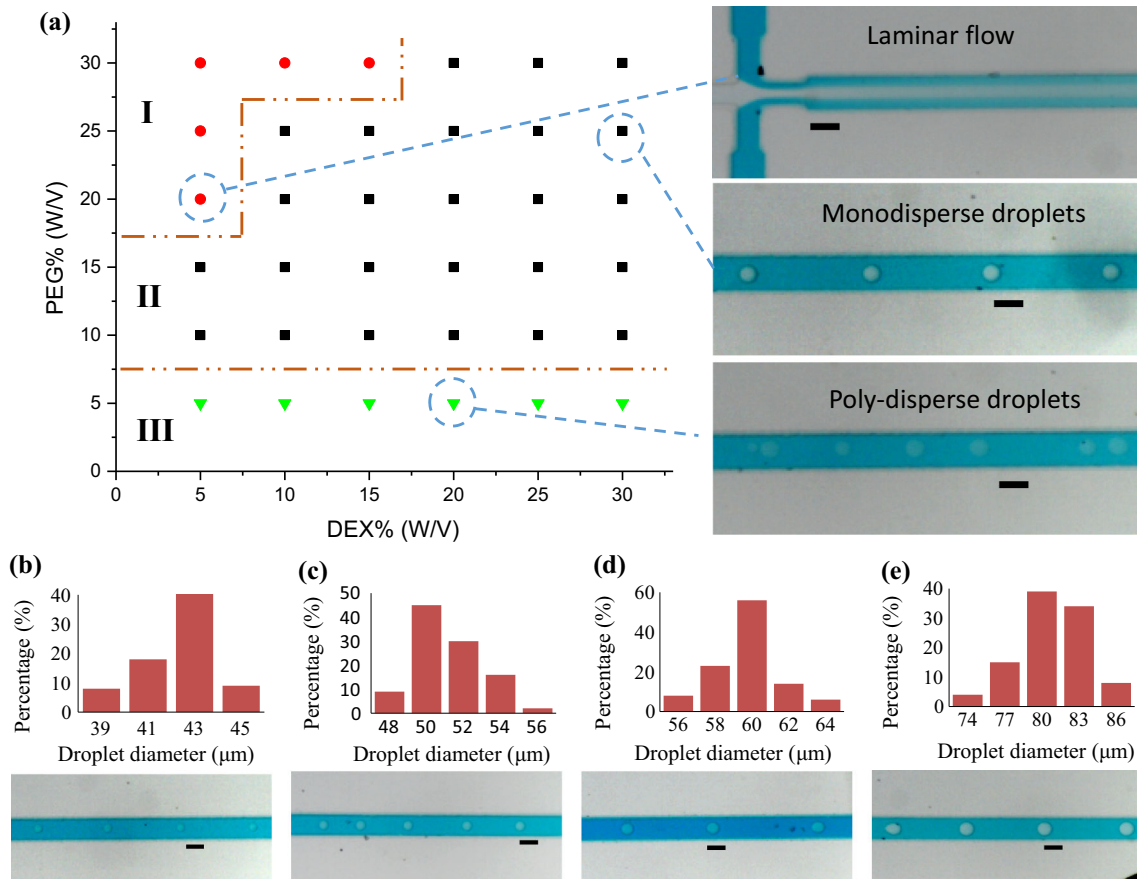 (a)
PEG% (W/V)
30
25
20
15
10
5
0
I
II
III
0 5 10 15 20 25 30
DEX% (W/V)
Laminar flow
Monodisperse droplets
Poly-disperse droplets
(b)
Percentage (%)
40
30
20
10
0
39 41 43 45
Droplet diameter (μm)
(c)
Percentage (%)
50
40
30
20
10
0
48 50 52 54 56
Droplet diameter (μm)
(d)
Percentage (%)
60
40
20
0
56 58 60 62 64
Droplet diameter (μm)
(e)
Percentage (%)
40
30
20
10
0
74 77 80 83 86
Droplet diameter (μm)